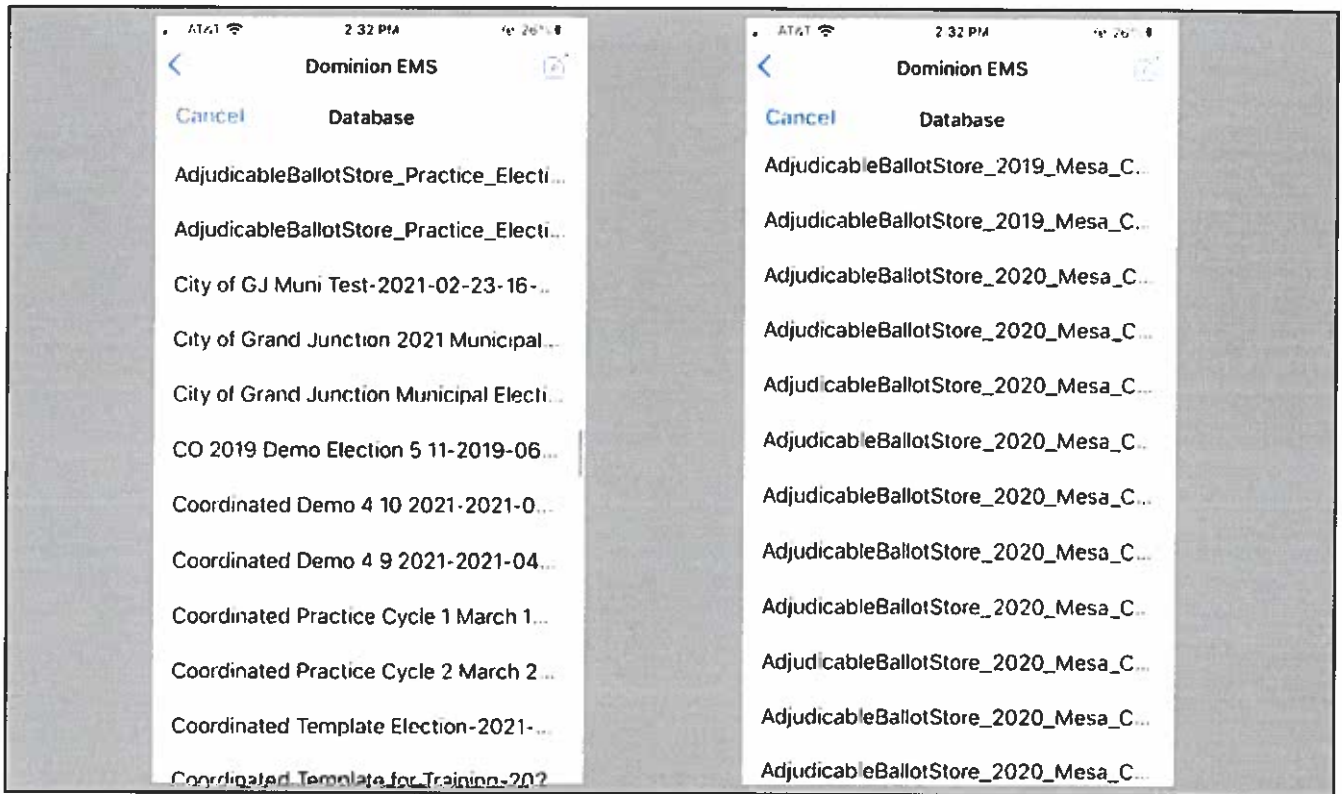 AT&T 2 32 PM 26%
Dominion EMS
Cancel Database
AdjudicableBallotStore_Practice_Electi...
AdjudicableBallotStore_Practice_Electi...
City of GJ Muni Test-2021-02-23-16-...
City of Grand Junction 2021 Municipal...
City of Grand Junction Municipal Electi...
CO 2019 Demo Election 5 11-2019-06...
Coordinated Demo 4 10 2021-2021-0...
Coordinated Demo 4 9 2021-2021-04...
Coordinated Practice Cycle 1 March 1...
Coordinated Practice Cycle 2 March 2...
Coordinated Template Election-2021-...
Coordinated Template for Training-202
AT&T 2 32 PM 26%
Dominion EMS
Cancel Database
AdjudicableBallotStore_2019_Mesa_C...
AdjudicableBallotStore_2019_Mesa_C...
AdjudicableBallotStore_2020_Mesa_C...
AdjudicableBallotStore_2020_Mesa_C...
AdjudicableBallotStore_2020_Mesa_C...
AdjudicableBallotStore_2020_Mesa_C...
AdjudicableBallotStore_2020_Mesa_C...
AdjudicableBallotStore_2020_Mesa_C...
AdjudicableBallotStore_2020_Mesa_C...
AdjudicableBallotStore_2020_Mesa_C...
AdjudicableBallotStore_2020_Mesa_C...
AdjudicableBallotStore_2020_Mesa_C...